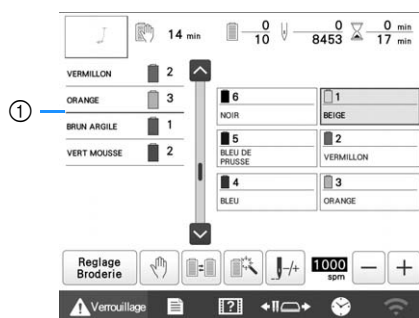 14 min
0 0 0 min
10 8453 17 min
VERMILLON 2
ORANGE 3
BRUN ARGILE 1
VERT MOUSSE 2
①
6
NOIR
1
BEIGE
5
BLEU DE
PRUSSE
2
VERMILLON
4
BLEU
3
ORANGE
Reglage
Broderie
-/+
1000
spm
− +
Verrouillage
?